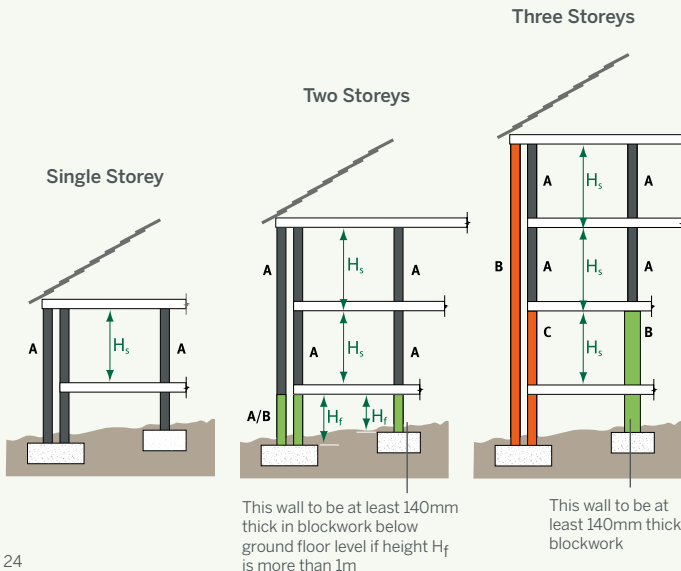 Three Storeys
Two Storeys
Single Storey
A
Hs
A
A
Hs
A
A
Hs
A
A/B
Hf
Hf
A
Hs
A
B
A
Hs
A
C
Hs
B
This wall to be at least 140mm
thick in blockwork below
ground floor level if height Hf
is more than 1m
This wall to be at
least 140mm thick
blockwork
24